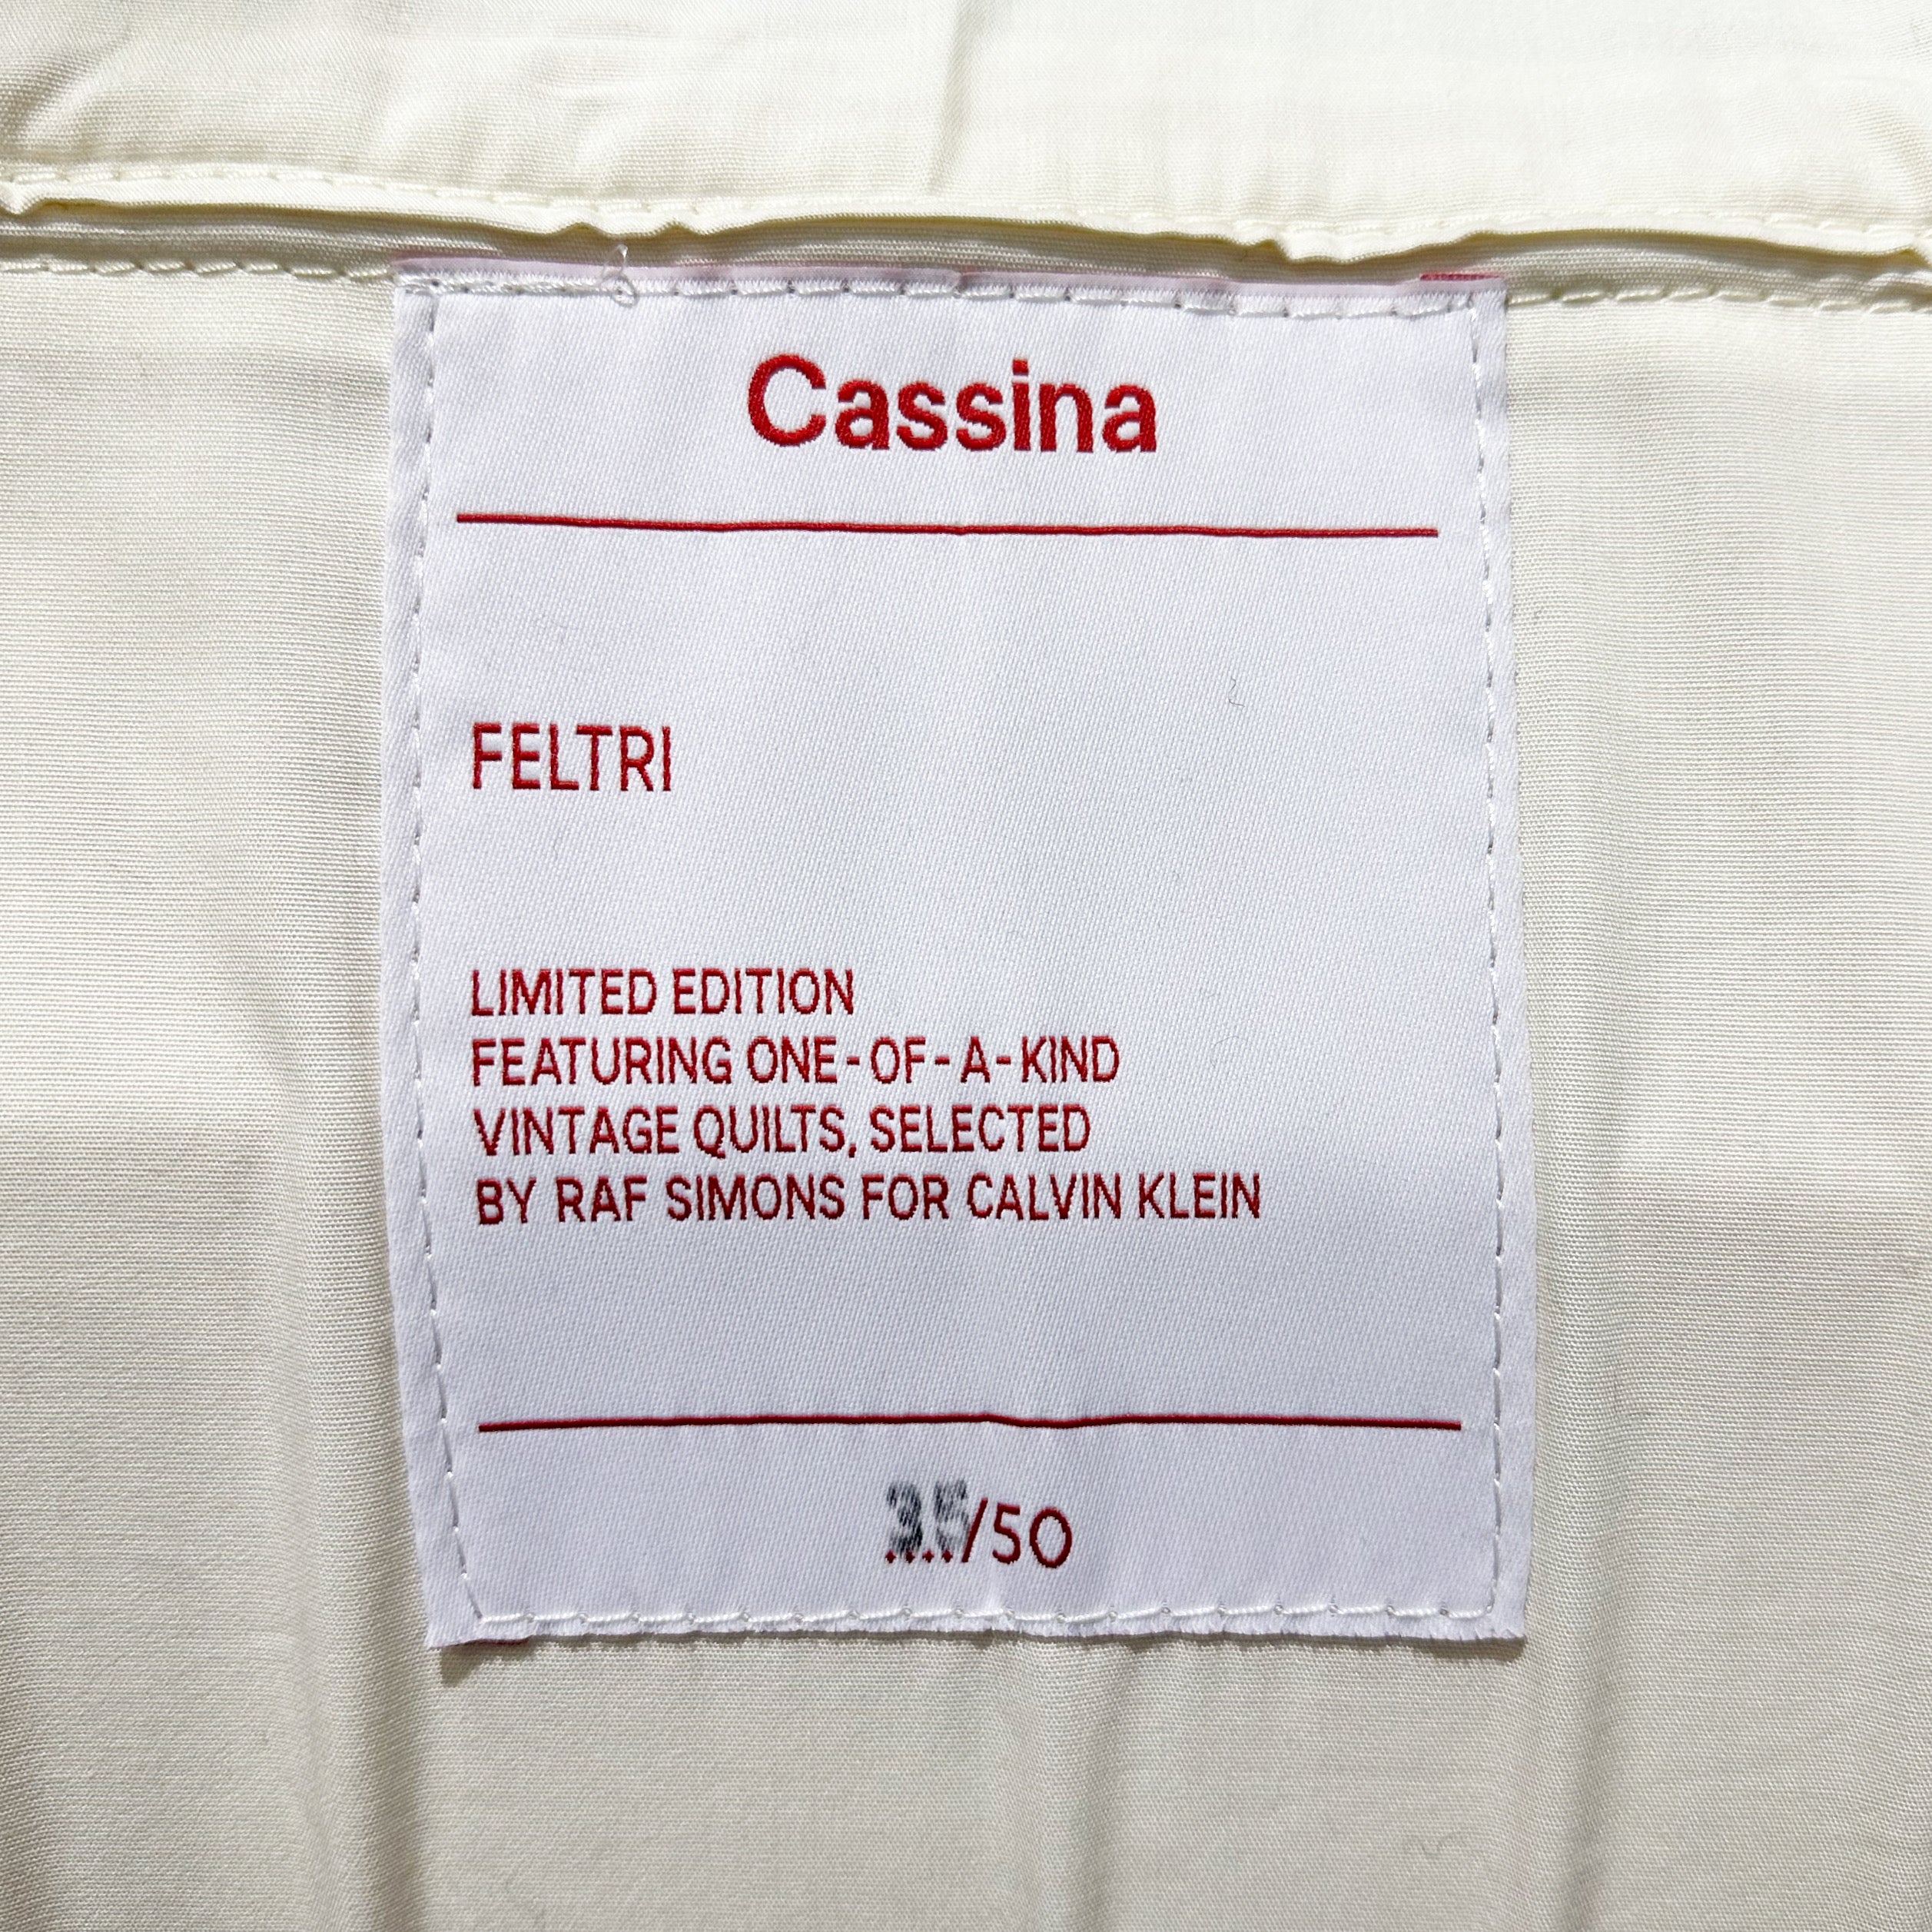 Cassina
FELTRI
LIMITED EDITION
FEATURING ONE-OF-A-KIND
VINTAGE QUILTS, SELECTED
BY RAF SIMONS FOR CALVIN KLEIN
/50